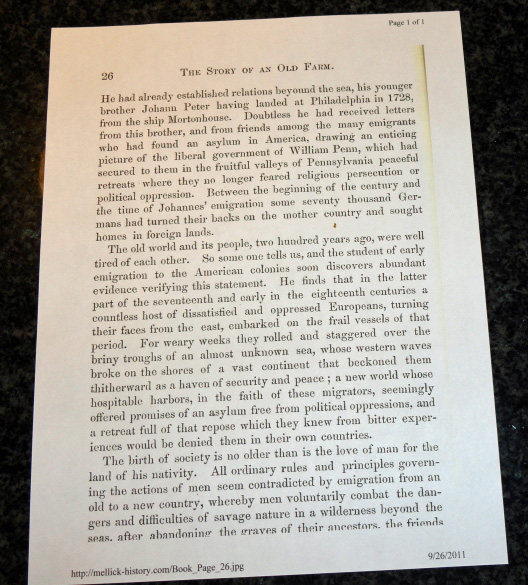 Page 1 of 1
26 THE STORY OF AN OLD FARM.
He had already established relations beyound the sea, his younger
brother Johann Peter having landed at Philadelphia in 1728,
from the ship Mortonhouse. Doubtless he had received letters
from this brother, and from friends among the many emigrants
who had found an asylum in America, drawing an enticing
picture of the liberal government of William Penn, which had
secured to them in the fruitful valleys of Pennsylvania peaceful
retreats where they no longer feared religious persecution or
political oppression. Between the beginning of the century and
the time of Johannes' emigration some seventy thousand Ger-
mans had turned their backs on the mother country and sought
homes in foreign lands.
The old world and its people, two hundred years ago, were well
tired of each other. So some one tells us, and the student of early
emigration to the American colonies soon discovers abundant
evidence verifying this statement. He finds that in the latter
part of the seventeenth and early in the eighteenth centuries a
countless host of dissatified and oppressed Europeans, turning
their faces from the east, embarked on the frail vessels of that
period. For weary weeks they rolled and staggered over the
briny troughs of an almost unknown sea, whose western waves
broke on the shores of a vast continent that beckoned them
thitherward as a haven of security and peace ; a new world whose
hospitable harbors, in the faith of these migrators, seemingly
offered promises of an asylum free from political oppressions, and
a retreat full of that repose which they knew from bitter exper-
iences would be denied them in their own countries.
The birth of society is no older than is the love of man for the
land of his nativity. All ordinary rules and principles govern-
ing the actions of men seem contradicted by emigration from an
old to a new country, whereby men voluntarily combat the dan-
gers and difficulties of savage nature in a wilderness beyond the
seas, after abandoning the graves of their ancestors, the friends
http://mellick-history.com/Book_Page_26.jpg 9/26/2011